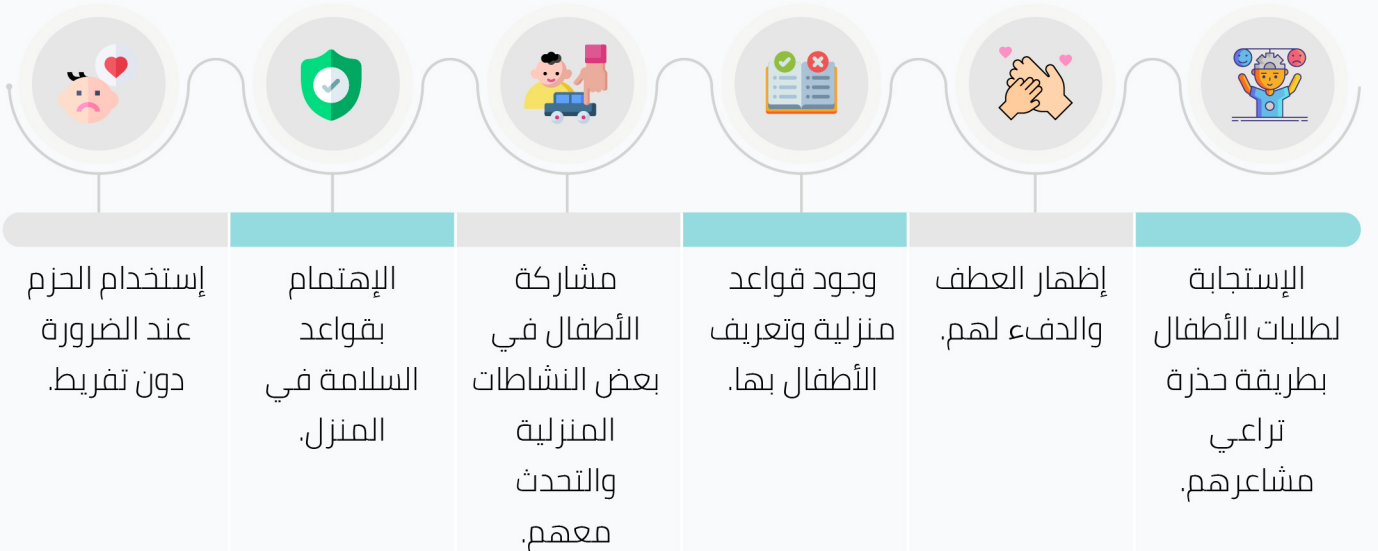 الإستجابة
لطلبات الأطفال
بطريقة حذرة
تراعي
مشاعرهم.
إظهار العطف
والدفء لهم.
وجود قواعد
منزلية وتعريف
الأطفال بها.
مشاركة
الأطفال في
بعض النشاطات
المنزلية
والتحدث
معهم.
الإهتمام
بقواعد
السلامة في
المنزل.
إستخدام الحزم
عند الضرورة
دون تفريط.